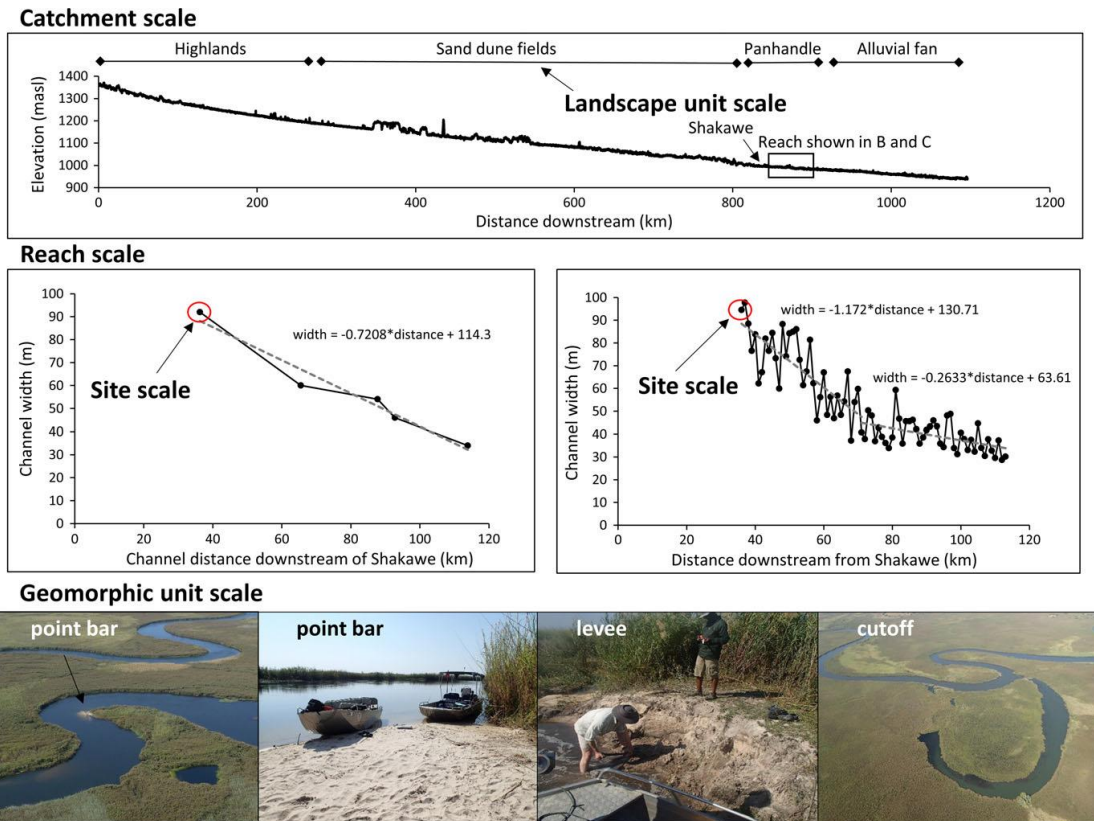 Catchment scale
Highlands
Sand dune fields
Panhandle
Alluvial fan
Elevation (masl)
1400
1300
1200
1100
1000
900
Landscape unit scale
Shakawe
Reach shown in B and C
0
200
400
600
800
1000
1200
Distance downstream (km)
Reach scale
Channel width (m)
100
90
80
70
60
50
40
30
20
10
0
width = -0.7208*distance + 114.3
Site scale
0
20
40
60
80
100
120
Channel distance downstream of Shakawe (km)
Channel width (m)
100
90
80
70
60
50
40
30
20
10
0
width = -1.172*distance + 130.71
width = -0.2633*distance + 63.61
Site scale
0
20
40
60
80
100
120
Distance downstream from Shakawe (km)
Geomorphic unit scale
point bar
point bar
levee
cutoff